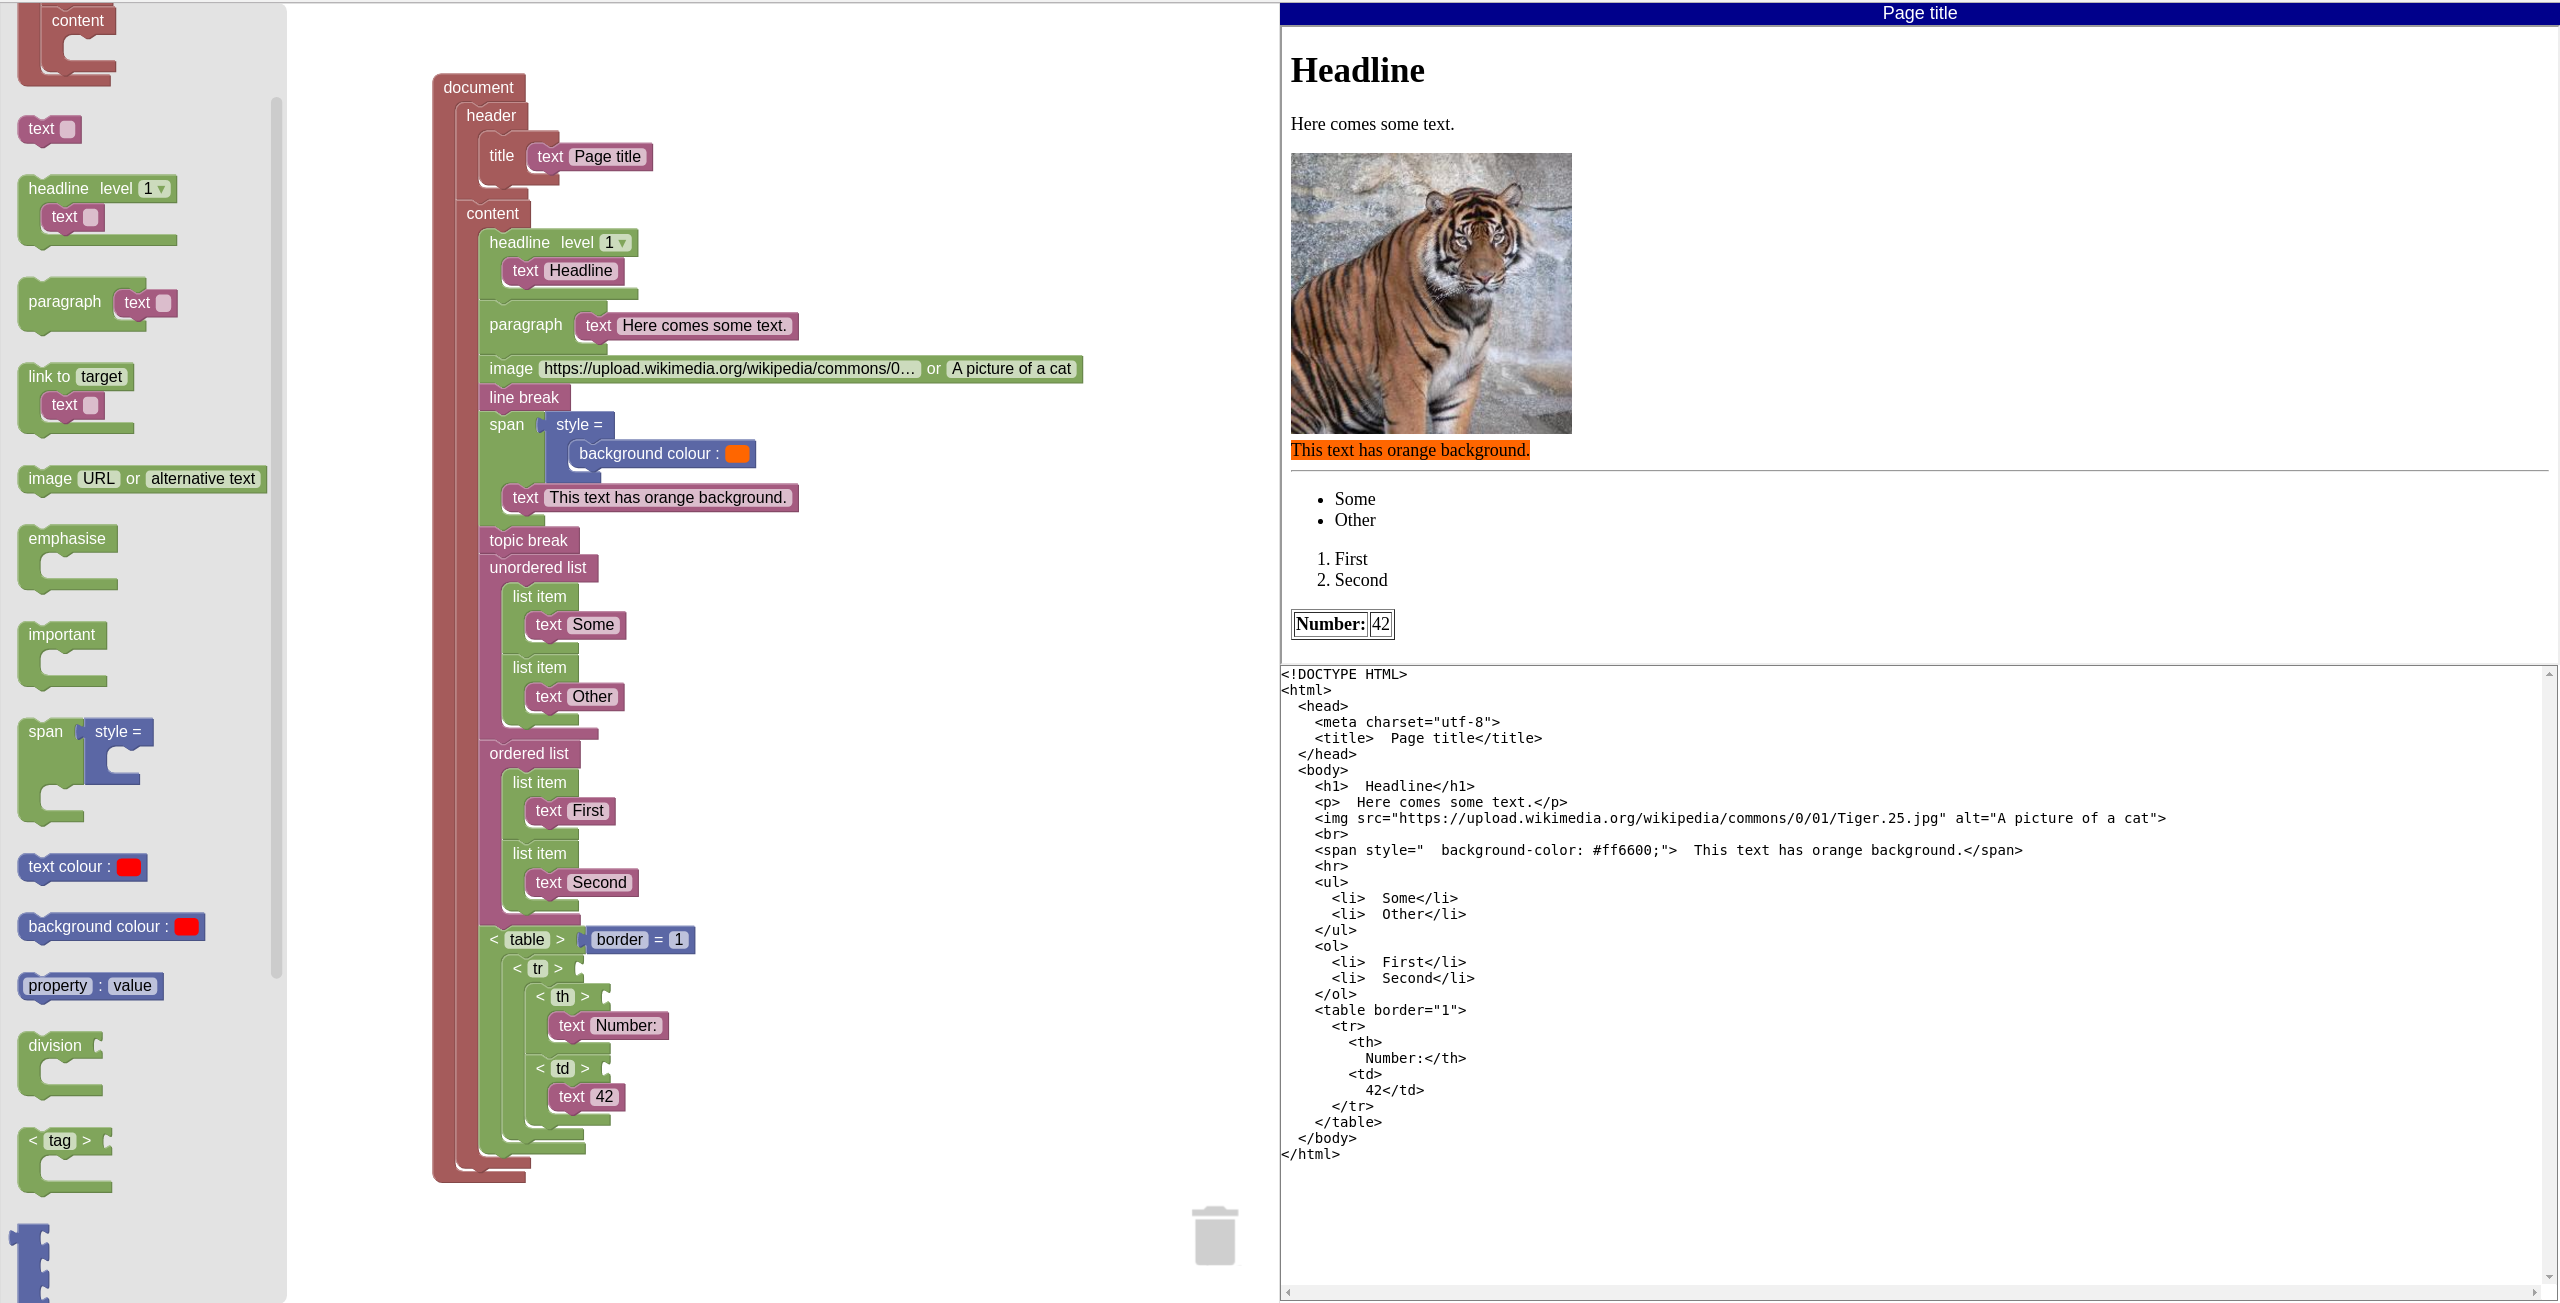 content
text
headline level 1 ▾
text
paragraph text
link to target
text
image URL or alternative text
emphasise
important
span style =
text colour :
background colour :
property : value
division
< tag >
document
header
title text Page title
content
headline level 1 ▾
text Headline
paragraph text Here comes some text.
image https://upload.wikimedia.org/wikipedia/commons/0... or A picture of a cat
line break
span style =
background colour :
text This text has orange background.
topic break
unordered list
list item
text Some
list item
text Other
ordered list
list item
text First
list item
text Second
< table > border = 1
< tr >
< th >
text Number:
< td >
text 42
Page title
Headline
Here comes some text.
This text has orange background.
• Some
• Other
1. First
2. Second
Number: 42
<!DOCTYPE HTML>
<html>
  <head>
    <meta charset="utf-8">
    <title>  Page title</title>
  </head>
  <body>
    <h1>  Headline</h1>
    <p>  Here comes some text.</p>
    <img src="https://upload.wikimedia.org/wikipedia/commons/0/01/Tiger.25.jpg" alt="A picture of a cat">
    <br>
    <span style="  background-color: #ff6600;">  This text has orange background.</span>
    <hr>
    <ul>
      <li>  Some</li>
      <li>  Other</li>
    </ul>
    <ol>
      <li>  First</li>
      <li>  Second</li>
    </ol>
    <table border="1">
      <tr>
        <th>
          Number:</th>
        <td>
          42</td>
      </tr>
    </table>
  </body>
</html>